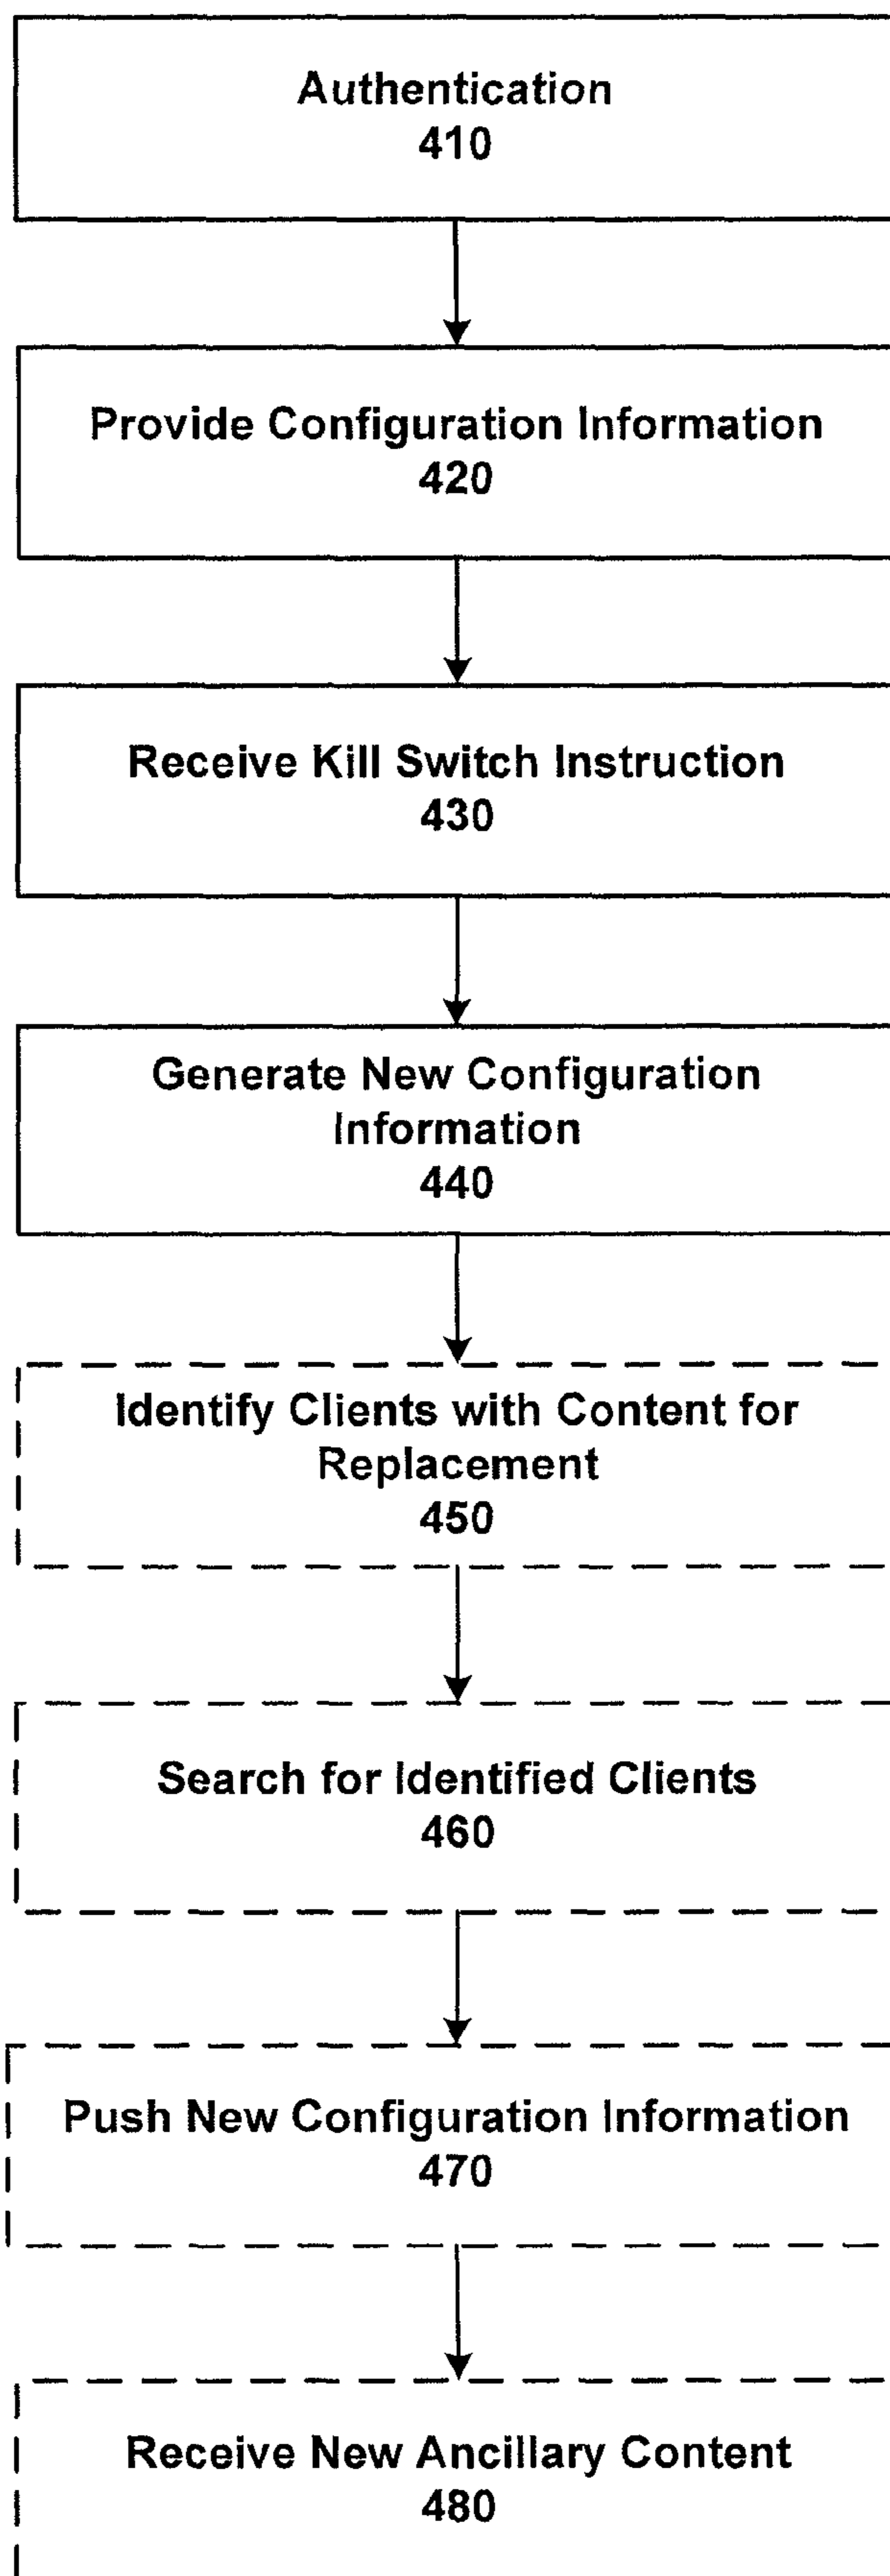 Authentication
410
Provide Configuration Information
420
Receive Kill Switch Instruction
430
Generate New Configuration
Information
440
Identify Clients with Content for
Replacement
450
Search for Identified Clients
460
Push New Configuration Information
470
Receive New Ancillary Content
480